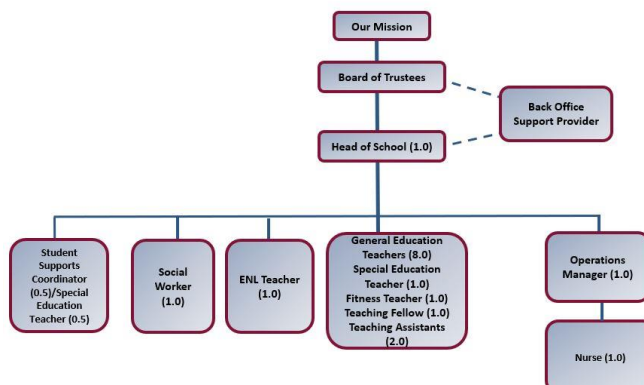 Our Mission
Board of Trustees
Back Office
Support Provider
Head of School (1.0)
Student
Supports
Coordinator
(0.5)/Special
Education
Teacher (0.5)
Social
Worker
(1.0)
ENL Teacher
(1.0)
General Education
Teachers (8.0)
Special Education
Teacher (1.0)
Fitness Teacher (1.0)
Teaching Fellow (1.0)
Teaching Assistants
(2.0)
Operations
Manager (1.0)
Nurse (1.0)